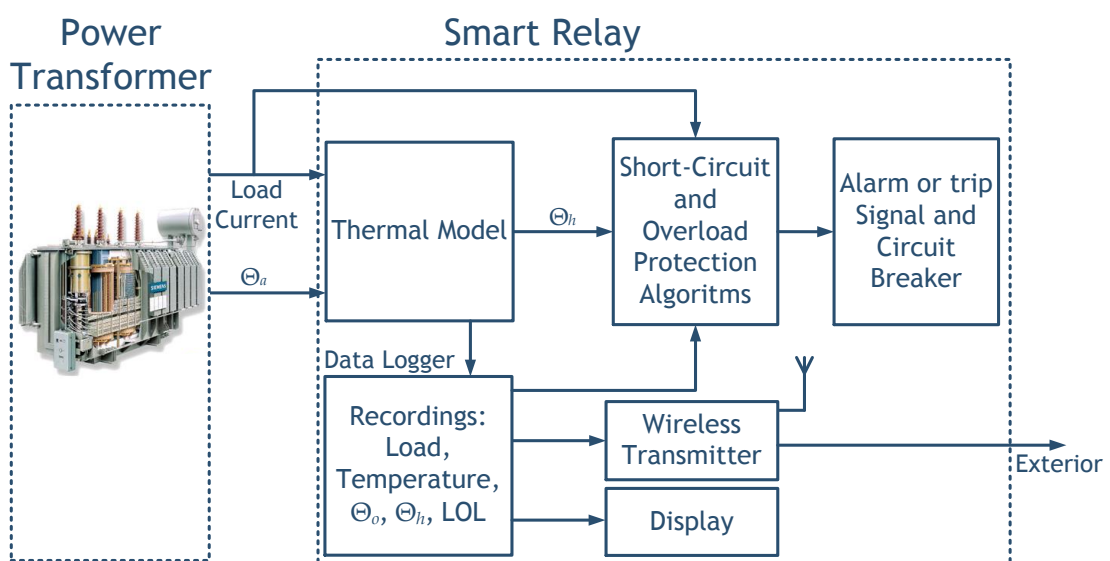 Power
Transformer
Smart Relay
Load
Current
Θa
Thermal Model
Θh
Short-Circuit
and
Overload
Protection
Algoritms
Alarm or trip
Signal and
Circuit
Breaker
SIEMENS
Data Logger
Recordings:
Load,
Temperature,
Θo, Θh, LOL
Wireless
Transmitter
Display
Exterior